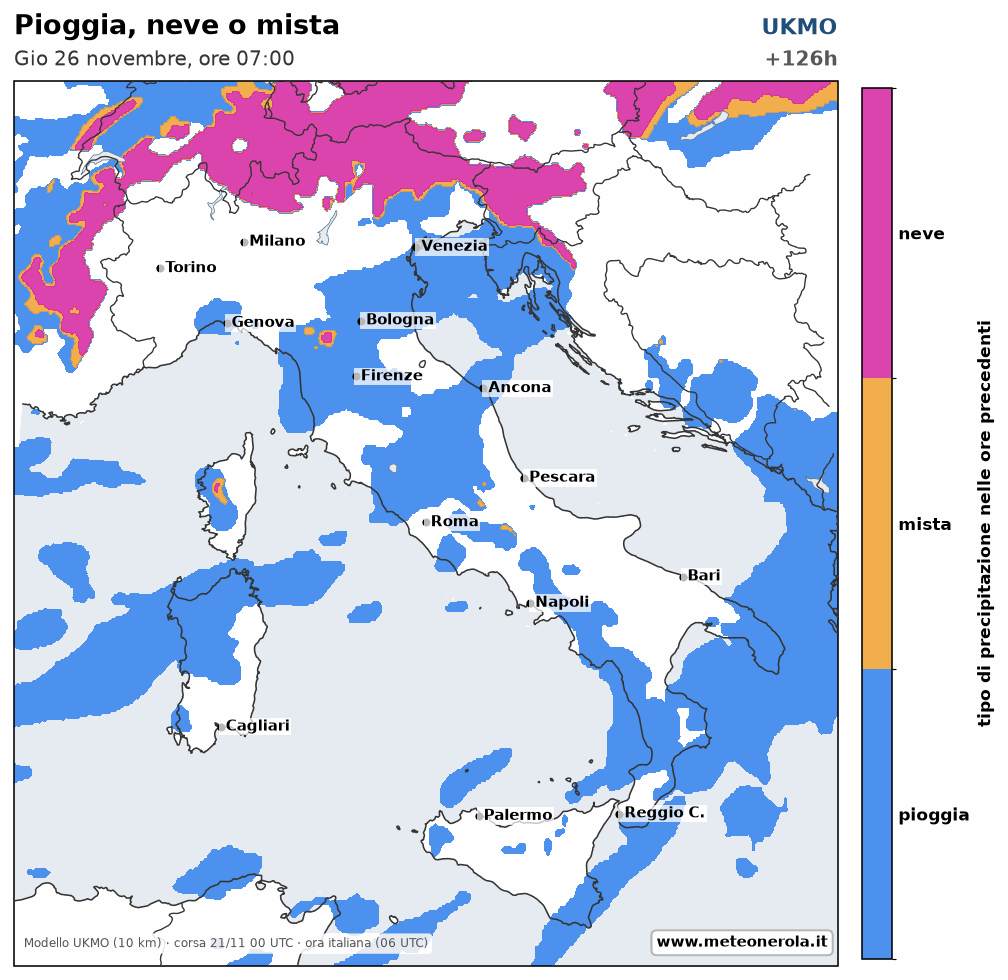 Pioggia, neve o mista
UKMO
Gio 26 novembre, ore 07:00
+126h
neve
Milano
Venezia
Torino
Genova
Bologna
Firenze
Ancona
Pescara
Roma
mista
Bari
Napoli
Cagliari
Palermo
Reggio C.
pioggia
tipo di precipitazione nelle ore precedenti
Modello UKMO (10 km) · corsa 21/11 00 UTC · ora italiana (06 UTC)
www.meteonerola.it